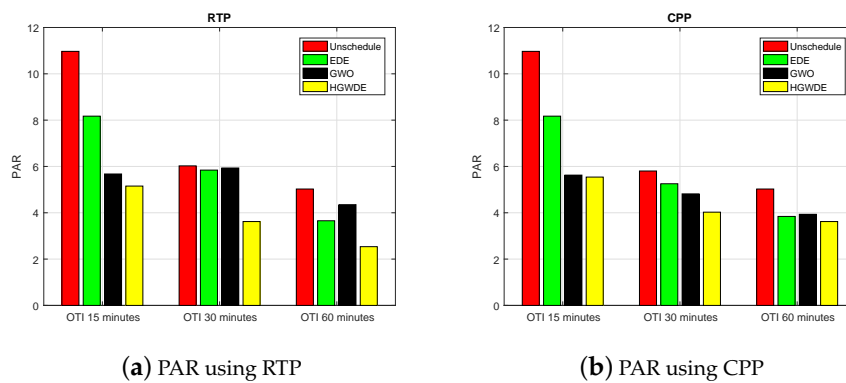 RTP
12
10
8
6
4
2
0
PAR
Unschedule
EDE
GWO
HGWDE
OTI 15 minutes OTI 30 minutes OTI 60 minutes
(a) PAR using RTP
CPP
12
10
8
6
4
2
0
PAR
Unschedule
EDE
GWO
HGWDE
OTI 15 minutes OTI 30 minutes OTI 60 minutes
(b) PAR using CPP